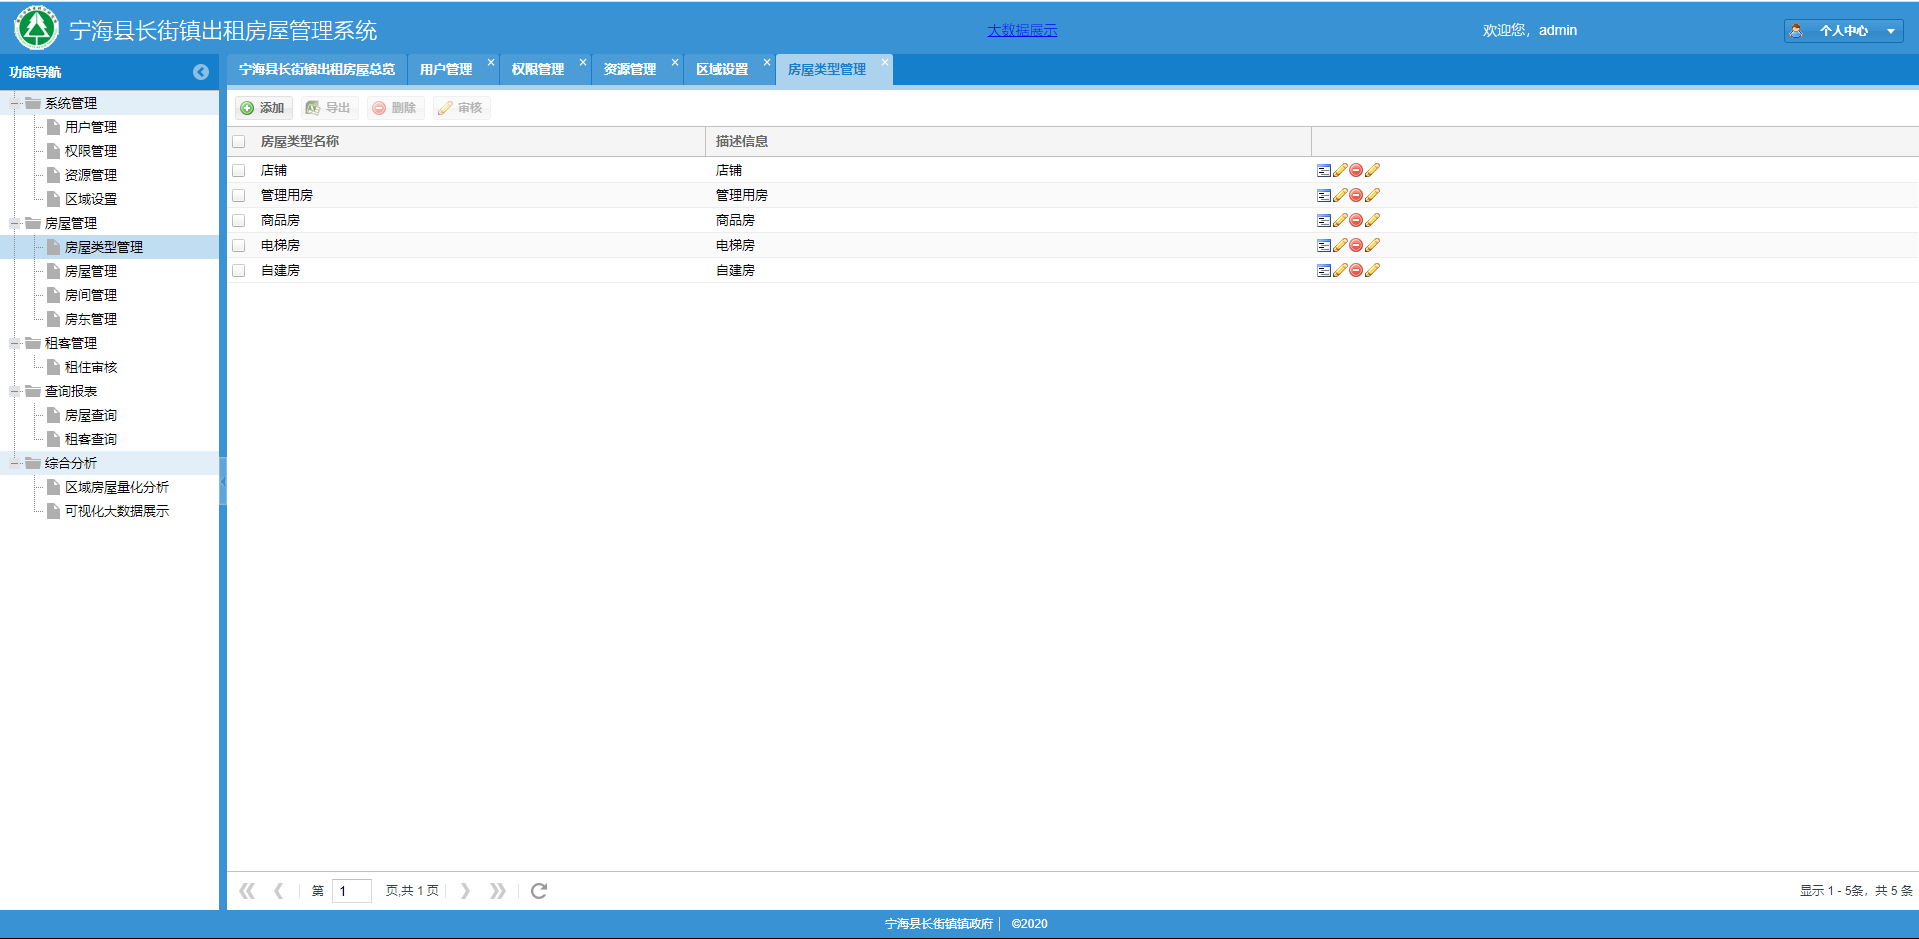 宁海县长街镇出租房屋管理系统
大数据展示
欢迎您，admin
个人中心
功能导航
宁海县长街镇出租房屋总览
用户管理
权限管理
资源管理
区域设置
房屋类型管理
系统管理
用户管理
权限管理
资源管理
区域设置
房屋管理
房屋类型管理
房屋管理
房间管理
房东管理
租客管理
租住审核
查询报表
房屋查询
租客查询
综合分析
区域房屋量化分析
可视化大数据展示
添加 导出 删除 审核
房屋类型名称 描述信息
店铺 店铺
管理用房 管理用房
商品房 商品房
电梯房 电梯房
自建房 自建房
第 1 页,共 1 页
显示 1 - 5条，共 5 条
宁海县长街镇镇政府 | ©2020